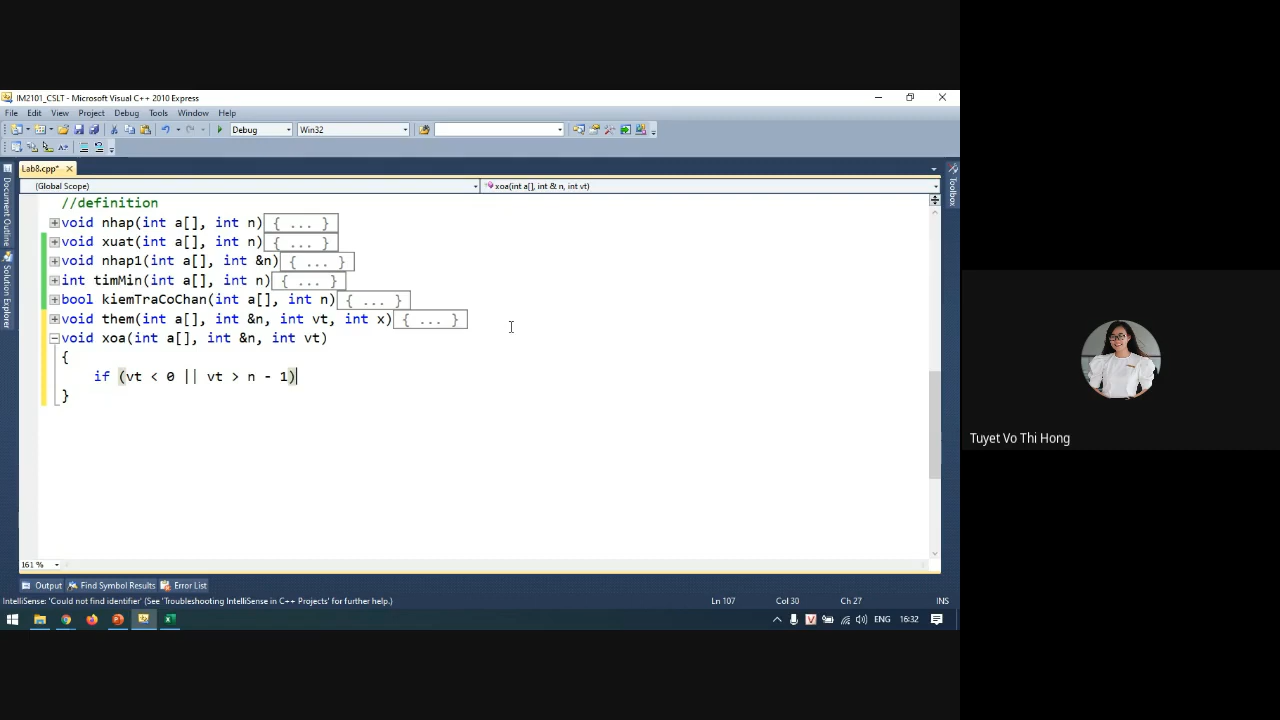 IM2101_CSLT - Microsoft Visual C++ 2010 Express
File Edit View Project Debug Tools Window Help
Debug Win32
Lab8.cpp*
(Global Scope) xoa(int a[], int & n, int vt)
Document Outline
Solution Explorer
Toolbox
//definition
void nhap(int a[], int n){ ... }
void xuat(int a[], int n){ ... }
void nhap1(int a[], int &n){ ... }
int timMin(int a[], int n){ ... }
bool kiemTraCoChan(int a[], int n){ ... }
void them(int a[], int &n, int vt, int x){ ... }
void xoa(int a[], int &n, int vt)
{
if (vt < 0 || vt > n - 1)
}
Tuyet Vo Thi Hong
161 %
Output Find Symbol Results Error List
IntelliSense: 'Could not find identifier' (See 'Troubleshooting IntelliSense in C++ Projects' for further help.) Ln 107 Col 30 Ch 27 INS
V ENG 16:32